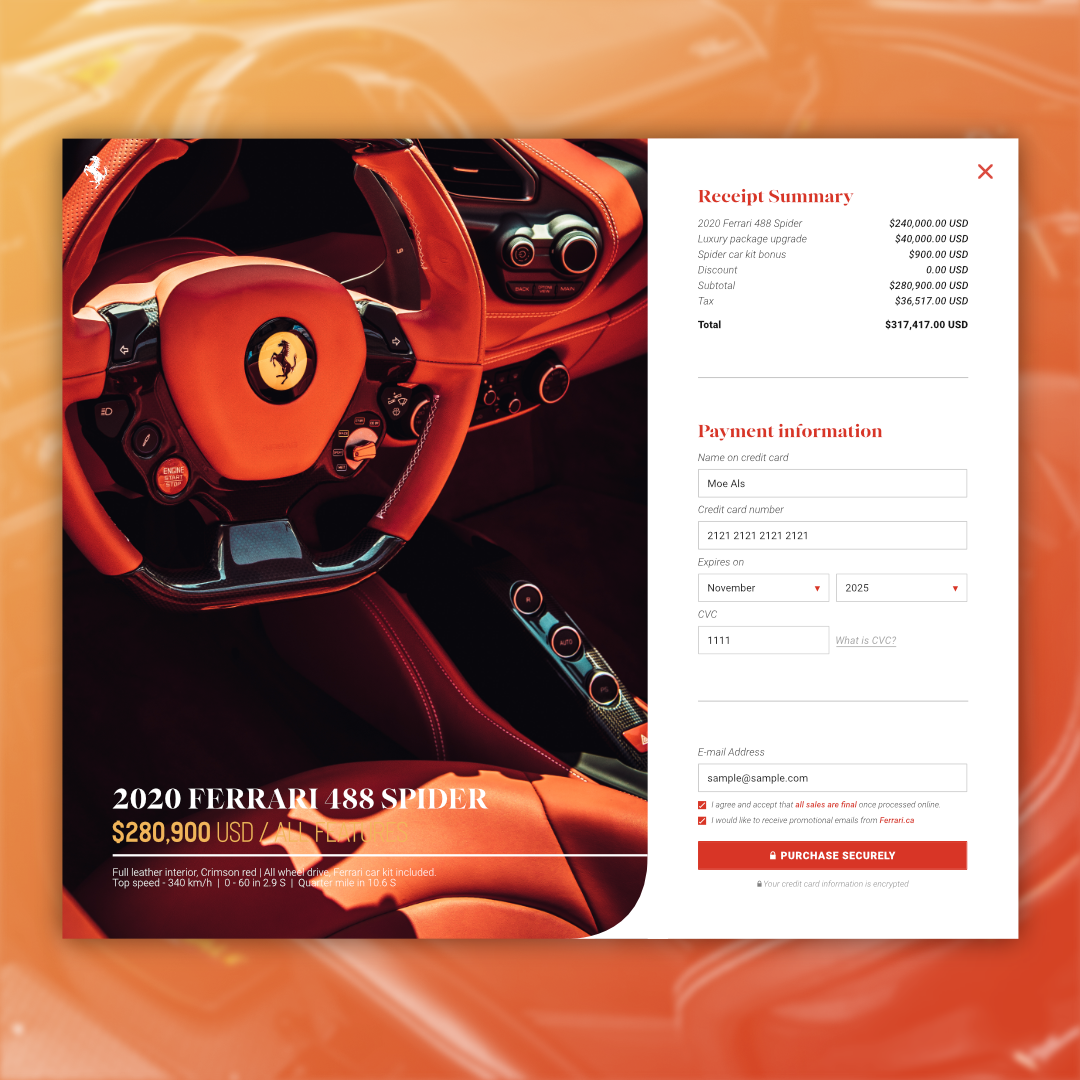 BACK
OPTIONS VIEW
MAIN
ENGINE
START
STOP
AUTO
PS
2020 FERRARI 488 SPIDER
$280,900 USD / ALL FEATURES
Full leather interior, Crimson red | All wheel drive, Ferrari car kit included.
Top speed - 340 km/h | 0 - 60 in 2.9 S | Quarter mile in 10.6 S
Receipt Summary
2020 Ferrari 488 Spider $240,000.00 USD
Luxury package upgrade $40,000.00 USD
Spider car kit bonus $900.00 USD
Discount 0.00 USD
Subtotal $280,900.00 USD
Tax $36,517.00 USD
Total $317,417.00 USD
Payment information
Name on credit card
Moe Als
Credit card number
2121 2121 2121 2121
Expires on
November 2025
CVC
1111 What is CVC?
E-mail Address
sample@sample.com
I agree and accept that all sales are final once processed online.
I would like to receive promotional emails from Ferrari.ca
PURCHASE SECURELY
Your credit card information is encrypted